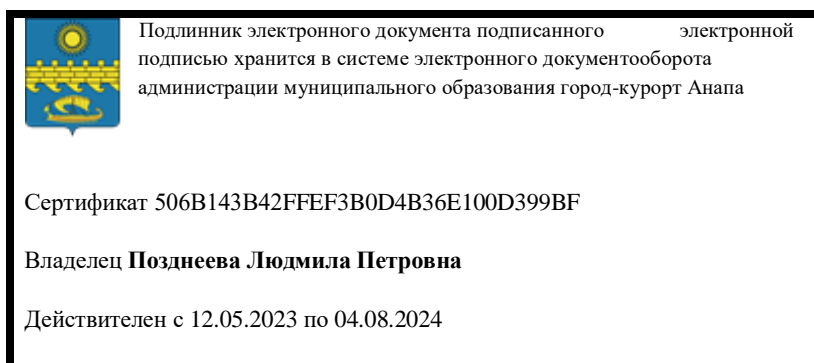 Подлинник электронного документа подписанного электронной
подписью хранится в системе электронного документооборота
администрации муниципального образования город-курорт Анапа
Сертификат 506B143B42FFEF3B0D4B36E100D399BF
Владелец Позднеева Людмила Петровна
Действителен с 12.05.2023 по 04.08.2024